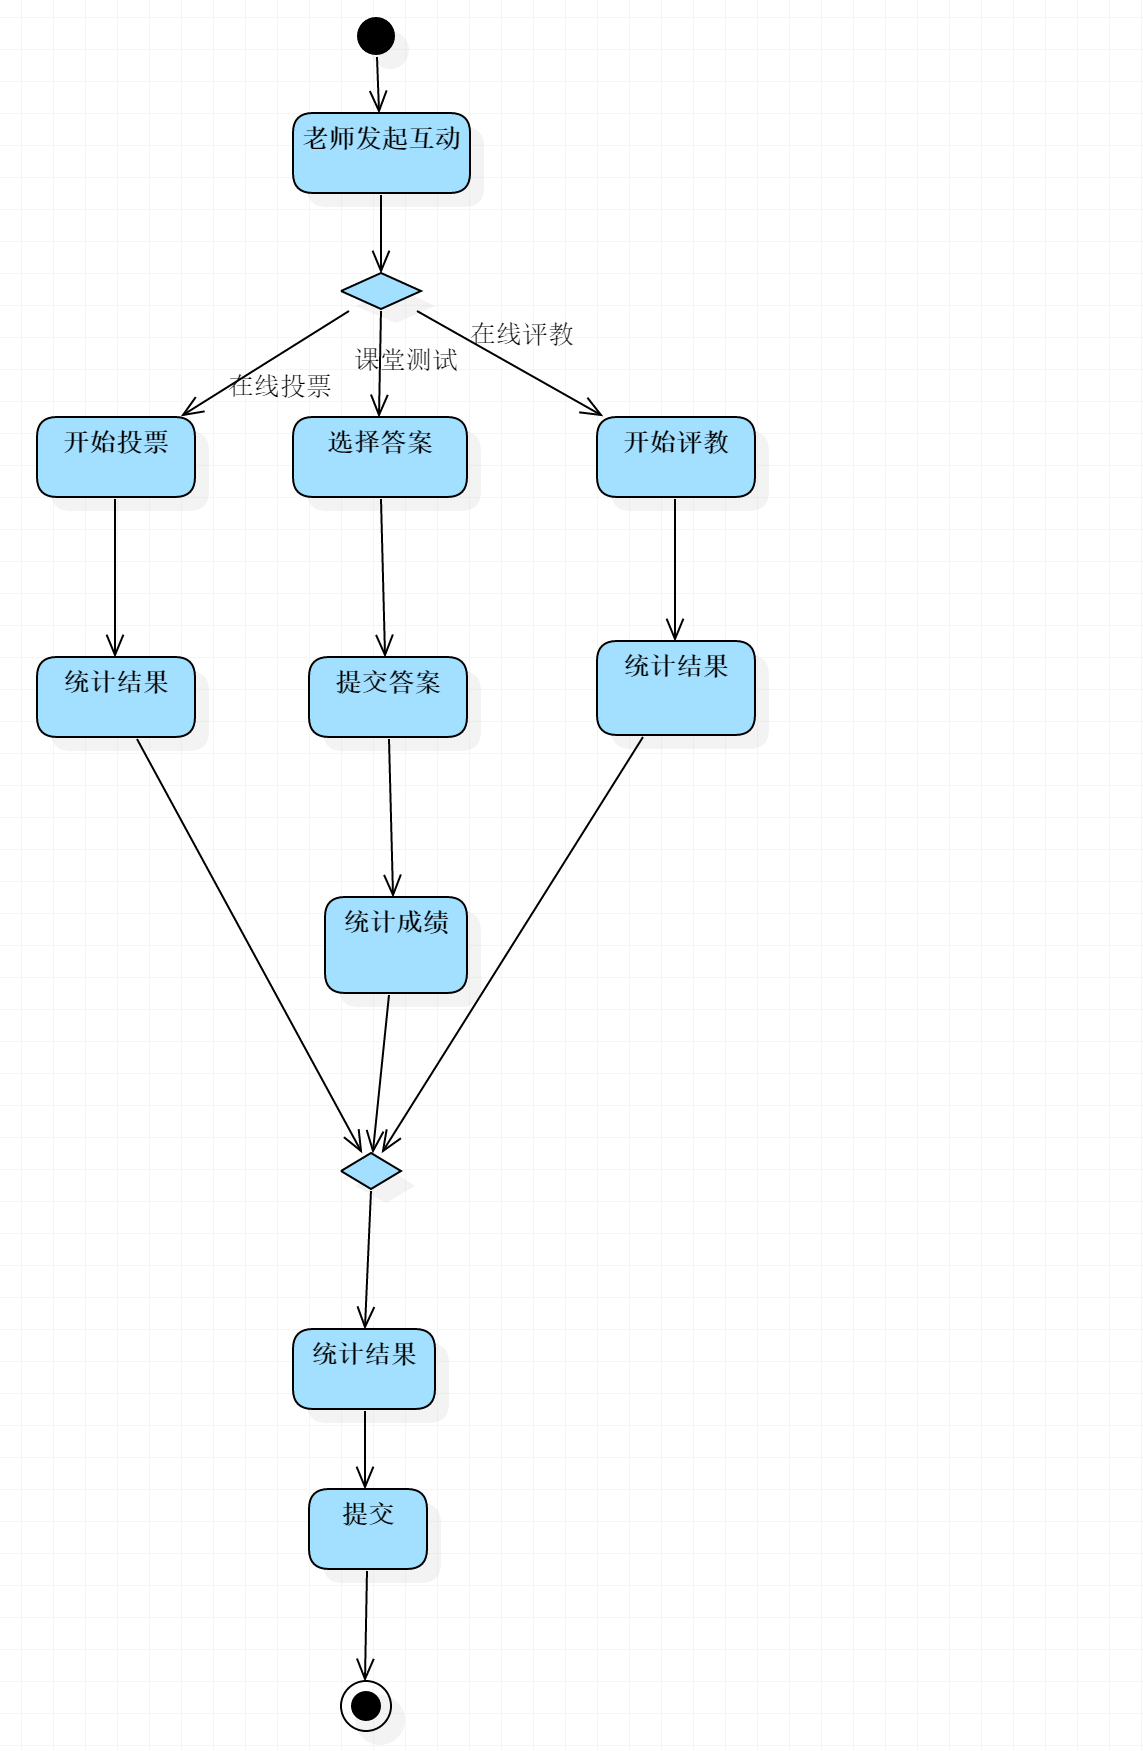 老师发起互动
在线评教
课堂测试
在线投票
开始投票
选择答案
开始评教
统计结果
提交答案
统计结果
统计成绩
统计结果
提交